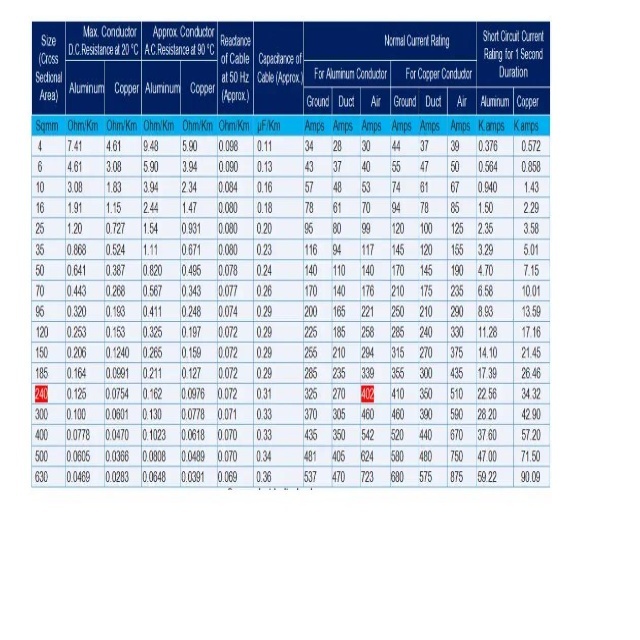 Size (Cross Sectional Area) Max. Conductor D.C.Resistance at 20 °C Approx. Conductor A.C.Resistance at 90 °C Reactance of Cable at 50 Hz (Approx.) Capacitance of Cable (Approx.) Normal Current Rating Short Circuit Current Rating for 1 Second Duration
For Aluminum Conductor For Copper Conductor
Aluminum Copper Aluminum Copper Ground Duct Air Ground Duct Air Aluminum Copper
Sqmm Ohm/Km Ohm/Km Ohm/Km Ohm/Km Ohm/Km µF/Km Amps Amps Amps Amps Amps Amps K.amps K.amps
4 7.41 4.61 9.48 5.90 0.098 0.11 34 28 30 44 37 39 0.376 0.572
6 4.61 3.08 5.90 3.94 0.090 0.13 43 37 40 55 47 50 0.564 0.858
10 3.08 1.83 3.94 2.34 0.084 0.16 57 48 53 74 61 67 0.940 1.43
16 1.91 1.15 2.44 1.47 0.080 0.18 78 61 70 94 78 85 1.50 2.29
25 1.20 0.727 1.54 0.931 0.080 0.20 95 80 99 120 100 125 2.35 3.58
35 0.868 0.524 1.11 0.671 0.080 0.23 116 94 117 145 120 155 3.29 5.01
50 0.641 0.387 0.820 0.495 0.078 0.24 140 110 140 170 145 190 4.70 7.15
70 0.443 0.268 0.567 0.343 0.077 0.26 170 140 176 210 175 235 6.58 10.01
95 0.320 0.193 0.411 0.248 0.074 0.29 200 165 221 250 210 290 8.93 13.59
120 0.253 0.153 0.325 0.197 0.072 0.29 225 185 258 285 240 330 11.28 17.16
150 0.206 0.1240 0.265 0.159 0.072 0.29 255 210 294 315 270 375 14.10 21.45
185 0.164 0.0991 0.211 0.127 0.072 0.29 285 235 339 355 300 435 17.39 26.46
240 0.125 0.0754 0.162 0.0976 0.072 0.31 325 270 402 410 350 510 22.56 34.32
300 0.100 0.0601 0.130 0.0778 0.071 0.33 370 305 460 460 390 590 28.20 42.90
400 0.0778 0.0470 0.1023 0.0618 0.070 0.33 435 350 542 520 440 670 37.60 57.20
500 0.0605 0.0366 0.0808 0.0489 0.070 0.34 481 405 624 580 480 750 47.00 71.50
630 0.0469 0.0283 0.0648 0.0391 0.069 0.36 537 470 723 680 575 875 59.22 90.09